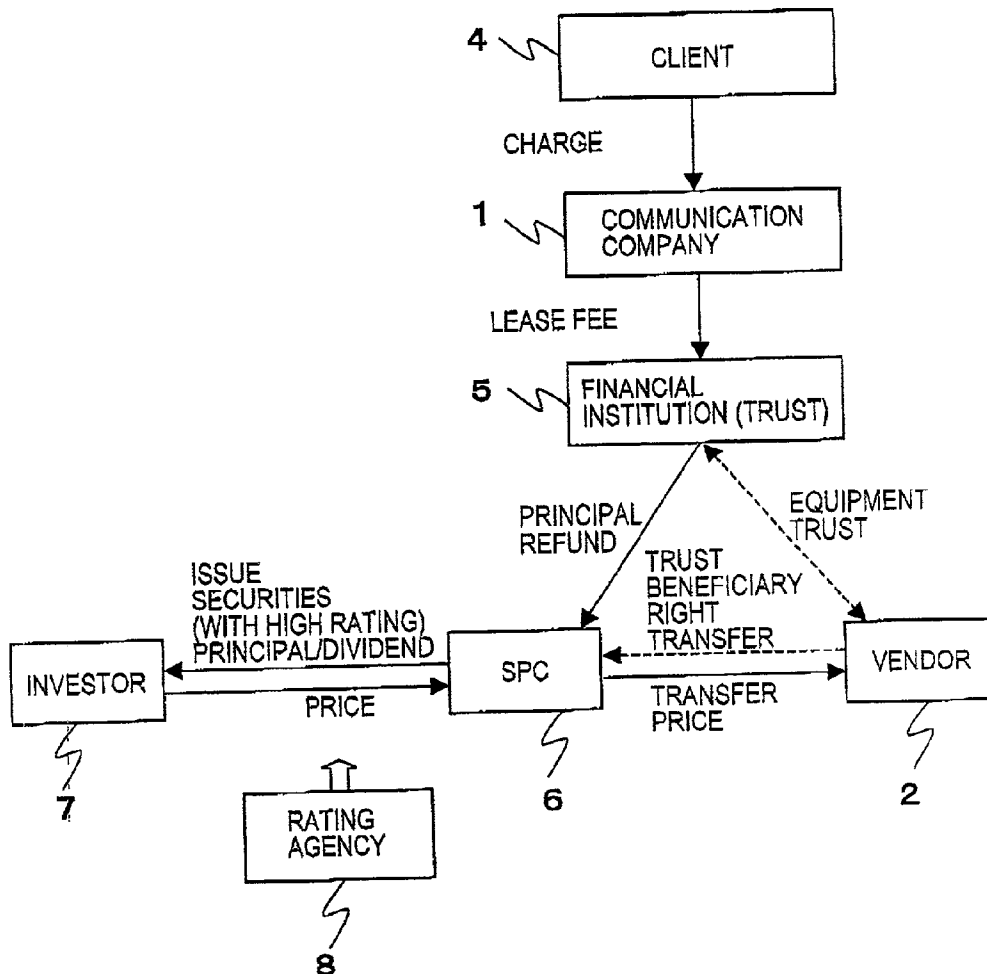 4
CLIENT
CHARGE
1
COMMUNICATION
COMPANY
LEASE FEE
5
FINANCIAL
INSTITUTION (TRUST)
PRINCIPAL
REFUND
EQUIPMENT
TRUST
TRUST
BENEFICIARY
RIGHT
TRANSFER
ISSUE
SECURITIES
(WITH HIGH RATING)
PRINCIPAL/DIVIDEND
INVESTOR
PRICE
SPC
TRANSFER
PRICE
VENDOR
7
6
2
RATING
AGENCY
8